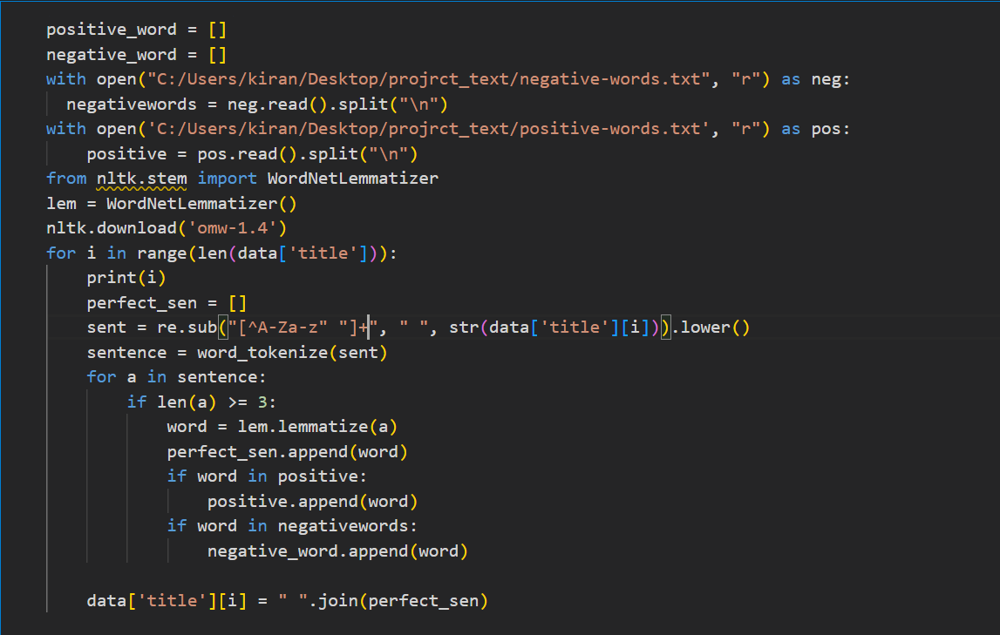 positive_word = []
negative_word = []
with open("C:/Users/kiran/Desktop/projrct_text/negative-words.txt", "r") as neg:
  negativewords = neg.read().split("\n")
with open('C:/Users/kiran/Desktop/projrct_text/positive-words.txt', "r") as pos:
    positive = pos.read().split("\n")
from nltk.stem import WordNetLemmatizer
lem = WordNetLemmatizer()
nltk.download('omw-1.4')
for i in range(len(data['title'])):
    print(i)
    perfect_sen = []
    sent = re.sub("[^A-Za-z" "]+", " ", str(data['title'][i])).lower()
    sentence = word_tokenize(sent)
    for a in sentence:
        if len(a) >= 3:
            word = lem.lemmatize(a)
            perfect_sen.append(word)
            if word in positive:
                positive.append(word)
            if word in negativewords:
                negative_word.append(word)
    data['title'][i] = " ".join(perfect_sen)